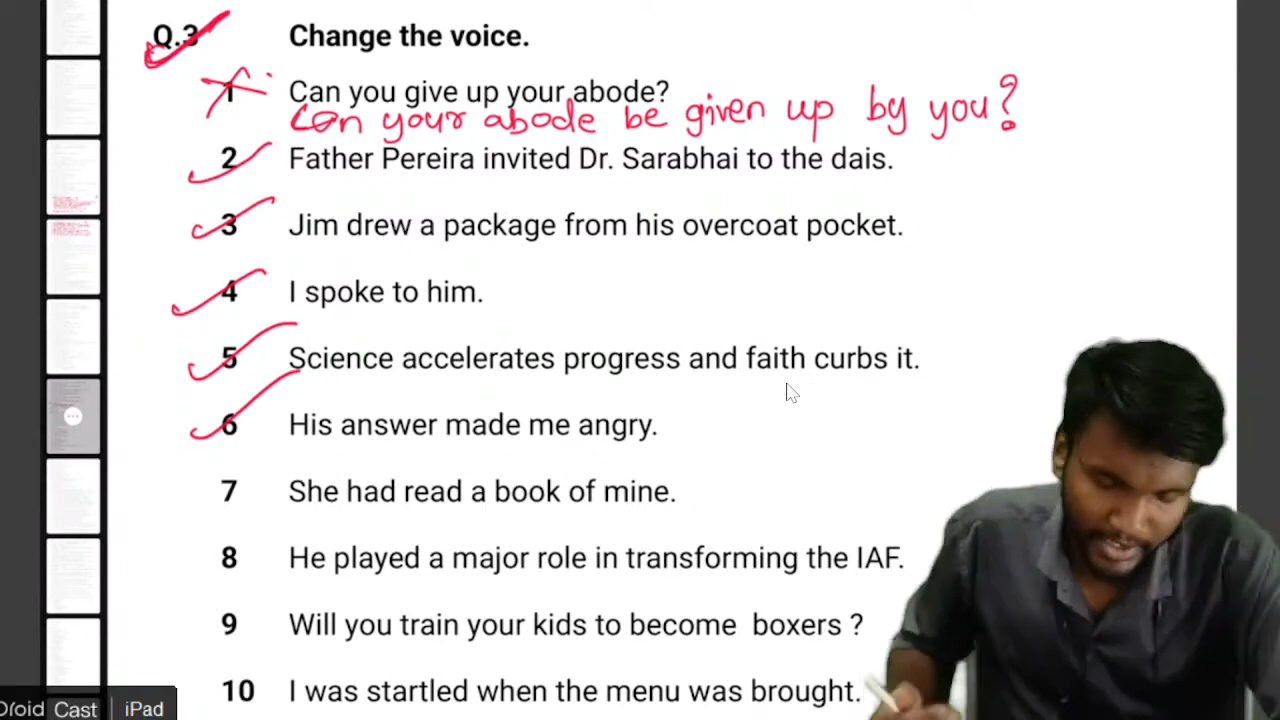 Q.3 Change the voice.
1 Can you give up your abode?
Can your abode be given up by you?
2 Father Pereira invited Dr. Sarabhai to the dais.
3 Jim drew a package from his overcoat pocket.
4 I spoke to him.
5 Science accelerates progress and faith curbs it.
6 His answer made me angry.
7 She had read a book of mine.
8 He played a major role in transforming the IAF.
9 Will you train your kids to become boxers ?
10 I was startled when the menu was brought.
Droid Cast iPad